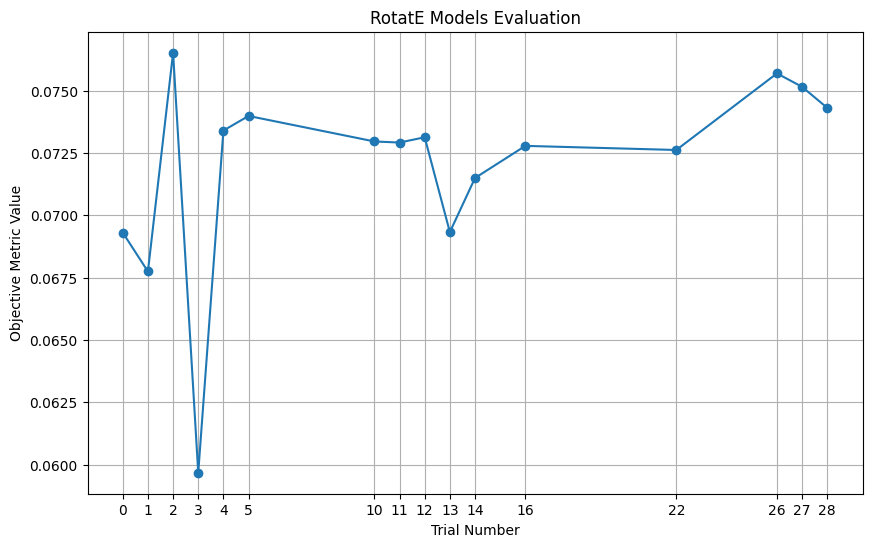 RotatE Models Evaluation
Objective Metric Value
0.0750
0.0725
0.0700
0.0675
0.0650
0.0625
0.0600
0 1 2 3 4 5 10 11 12 13 14 16 22 26 27 28
Trial Number